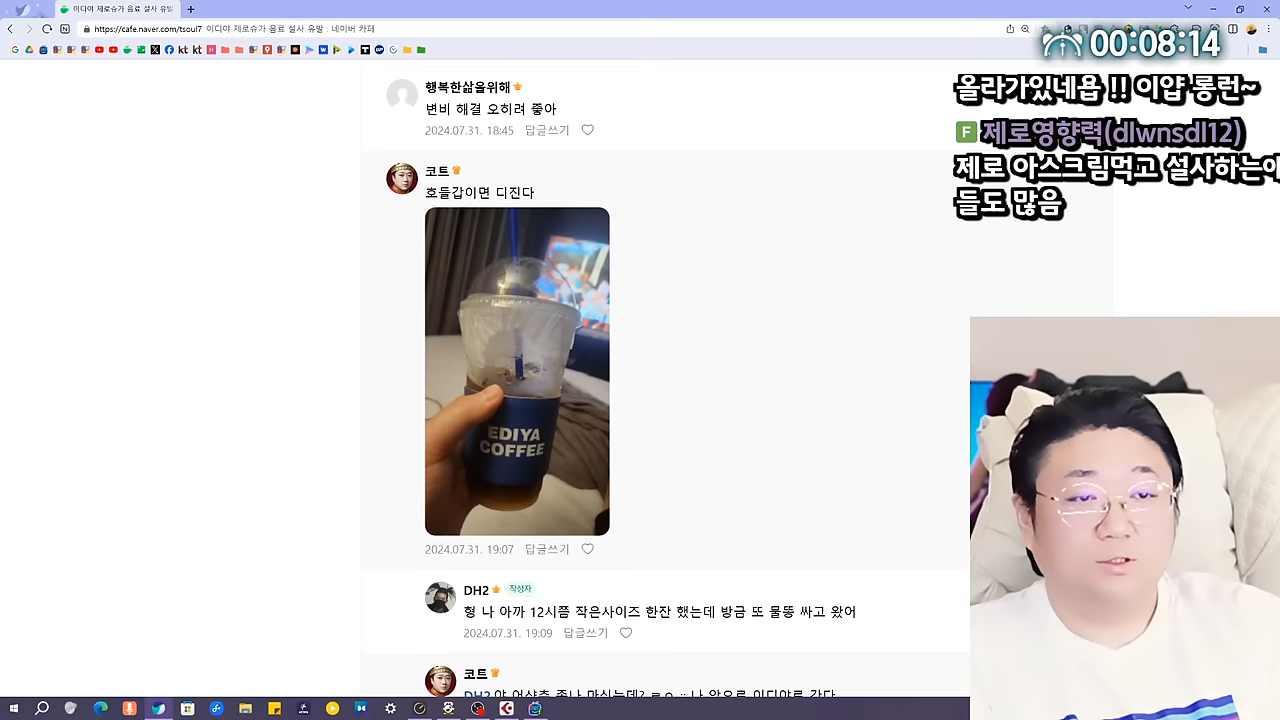 이디야 제로슈가 음료 설사 유발
https://cafe.naver.com/tsoul7 이디야 제로슈가 음료 설사 유발 : 네이버 카페
00:08:14
올라가있네욥 !! 이얍 롱런~
F 제로영향력(dlwnsdl12)
제로 아스크림먹고 설사하는애
들도 많음
행복한삶을위해
변비 해결 오히려 좋아
2024.07.31. 18:45 답글쓰기
코트
호들갑이면 디진다
EDIYA
COFFEE
2024.07.31. 19:07 답글쓰기
DH2 작성자
형 나 아까 12시쯤 작은사이즈 한잔 했는데 방금 또 물똥 싸고 왔어
2024.07.31. 19:09 답글쓰기
코트